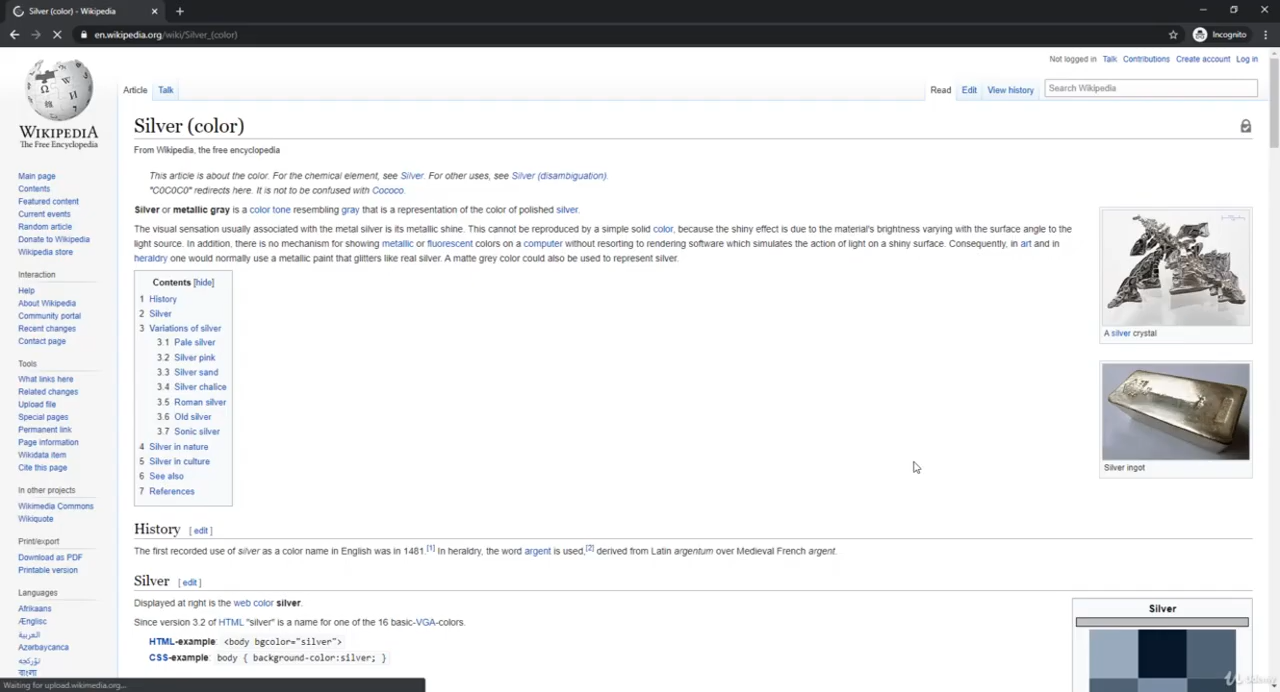 Silver (color) - Wikipedia
en.wikipedia.org/wiki/Silver_(color)
Incognito
Not logged in Talk Contributions Create account Log in
Article Talk
Read Edit View history Search Wikipedia
WIKIPEDIA
The Free Encyclopedia
Main page
Contents
Featured content
Current events
Random article
Donate to Wikipedia
Wikipedia store
Interaction
Help
About Wikipedia
Community portal
Recent changes
Contact page
Tools
What links here
Related changes
Upload file
Special pages
Permanent link
Page information
Wikidata item
Cite this page
In other projects
Wikimedia Commons
Wikiquote
Print/export
Download as PDF
Printable version
Languages
Afrikaans
Ænglisc
العربية
Azərbaycanca
تۆرکجه
বাংলা
Silver (color)
From Wikipedia, the free encyclopedia
This article is about the color. For the chemical element, see Silver. For other uses, see Silver (disambiguation).
"C0C0C0" redirects here. It is not to be confused with Cococo.
Silver or metallic gray is a color tone resembling gray that is a representation of the color of polished silver.
The visual sensation usually associated with the metal silver is its metallic shine. This cannot be reproduced by a simple solid color, because the shiny effect is due to the material's brightness varying with the surface angle to the
light source. In addition, there is no mechanism for showing metallic or fluorescent colors on a computer without resorting to rendering software which simulates the action of light on a shiny surface. Consequently, in art and in
heraldry one would normally use a metallic paint that glitters like real silver. A matte grey color could also be used to represent silver.
Contents [hide]
1 History
2 Silver
3 Variations of silver
3.1 Pale silver
3.2 Silver pink
3.3 Silver sand
3.4 Silver chalice
3.5 Roman silver
3.6 Old silver
3.7 Sonic silver
4 Silver in nature
5 Silver in culture
6 See also
7 References
A silver crystal
Silver ingot
History [ edit ]
The first recorded use of silver as a color name in English was in 1481.[1] In heraldry, the word argent is used,[2] derived from Latin argentum over Medieval French argent.
Silver [ edit ]
Displayed at right is the web color silver.
Since version 3.2 of HTML "silver" is a name for one of the 16 basic-VGA-colors.
HTML-example: <body bgcolor="silver">
CSS-example: body { background-color:silver; }
Silver
Waiting for upload.wikimedia.org...
Udemy